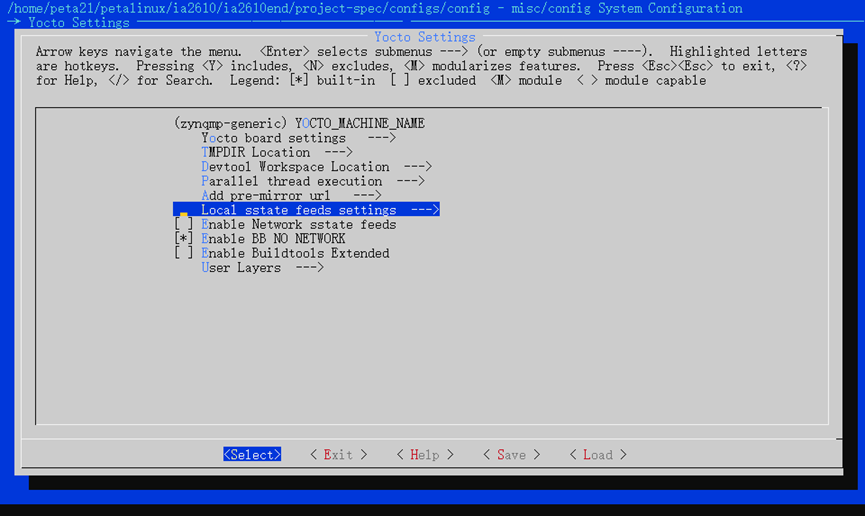 /home/peta21/petalinux/ia2610/ia2610end/project-spec/configs/config - misc/config System Configuration
→ Yocto Settings
Yocto Settings
Arrow keys navigate the menu.  <Enter> selects submenus ---> (or empty submenus ----).  Highlighted letters
are hotkeys.  Pressing <Y> includes, <N> excludes, <M> modularizes features.  Press <Esc><Esc> to exit, <?>
for Help, </> for Search.  Legend: [*] built-in  [ ] excluded  <M> module  < > module capable
(zynqmp-generic) YOCTO_MACHINE_NAME
Yocto board settings  --->
TMPDIR Location  --->
Devtool Workspace Location  --->
Parallel thread execution  --->
Add pre-mirror url   --->
Local sstate feeds settings  --->
[ ] Enable Network sstate feeds
[*] Enable BB NO NETWORK
[ ] Enable Buildtools Extended
User Layers  --->
<Select>    < Exit >    < Help >    < Save >    < Load >